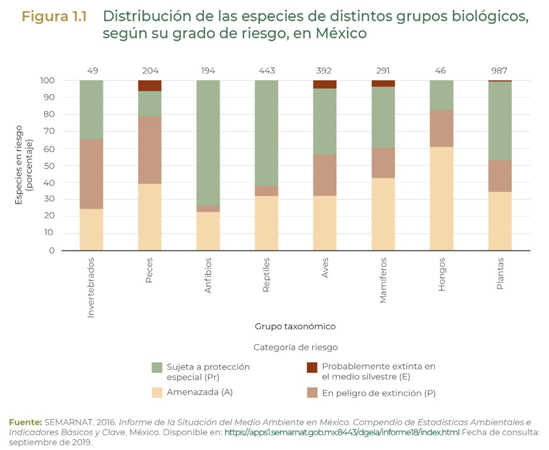 Figura 1.1 Distribución de las especies de distintos grupos biológicos,
según su grado de riesgo, en México
49 204 194 443 392 291 46 987
100
90
80
70
60
50
40
30
20
10
0
Especies en riesgo
(porcentaje)
Invertebrados
Peces
Anfibios
Reptiles
Aves
Mamíferos
Hongos
Plantas
Grupo taxonómico
Categoría de riesgo
Sujeta a protección
especial (Pr)
Probablemente extinta en
el medio silvestre (E)
Amenazada (A)
En peligro de extinción (P)
Fuente: SEMARNAT. 2016. Informe de la Situación del Medio Ambiente en México. Compendio de Estadísticas Ambientales e
Indicadores Básicos y Clave. México. Disponible en: https://apps1.semarnat.gob.mx:8443/dgeia/informe18/index.html Fecha de consulta:
septiembre de 2019.